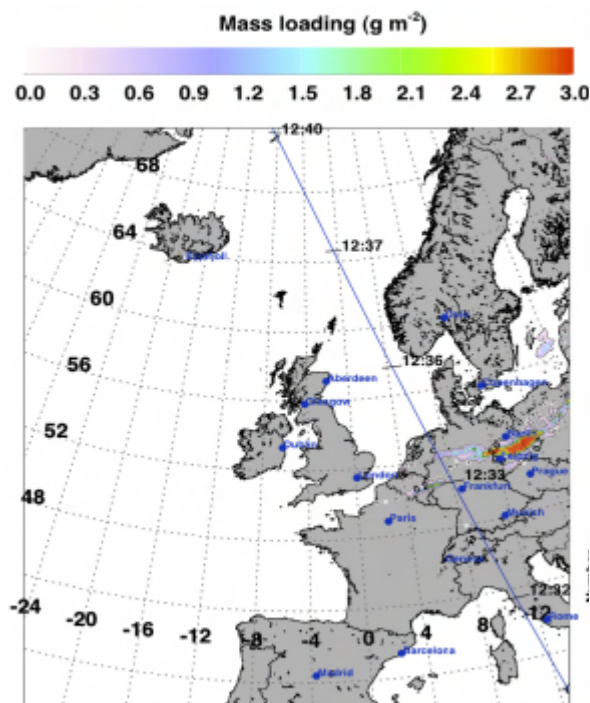 Mass loading (g m-2)
0.0 0.3 0.6 0.9 1.2 1.5 1.8 2.1 2.4 2.7 3.0
12:40
68
12:37
64
60
Aberdeen
12:36
56
Glasgow
Copenhagen
Dublin
52
London
12:33
Prague
Frankfurt
48
Paris
Munich
12:32
-24 -20 -16 -12 -8 -4 0 4 8 12
Rome
Barcelona
Madrid